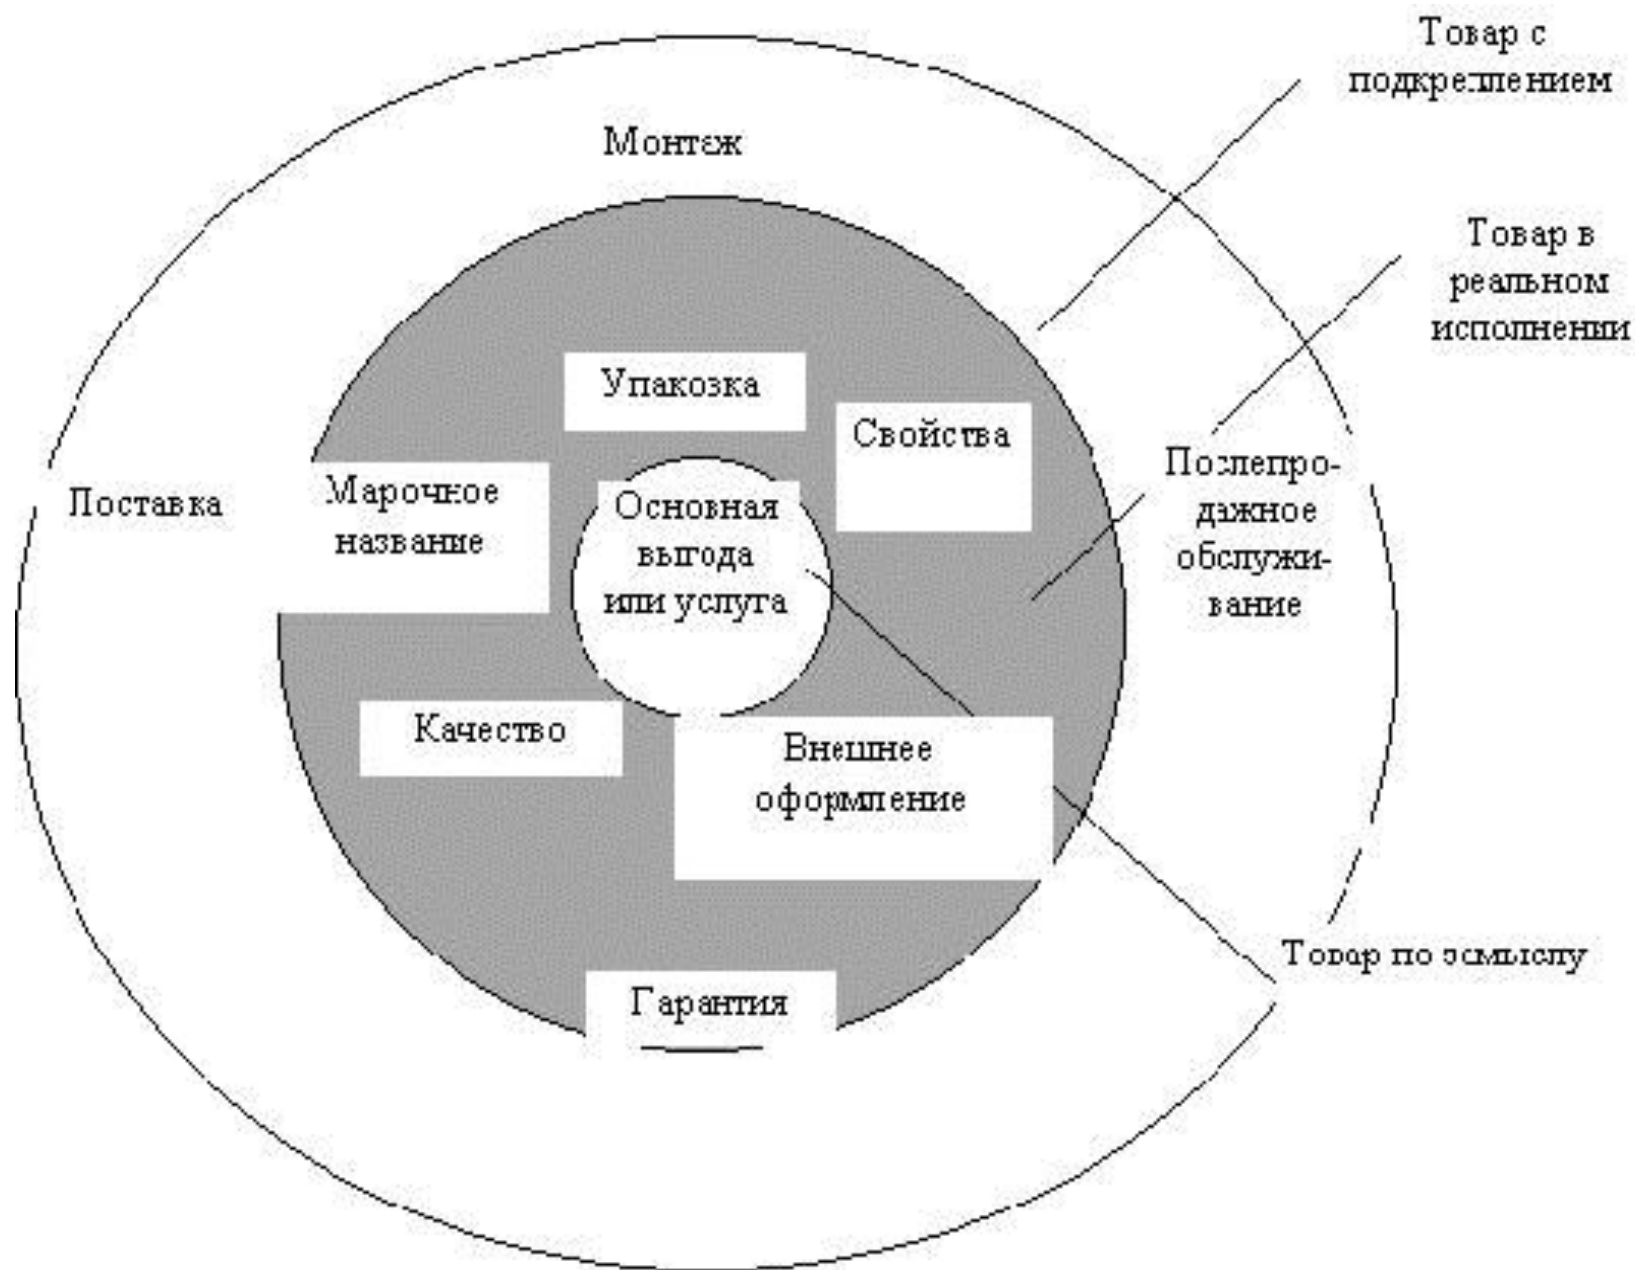 Товар с
подкреплением
Монтаж
Товар в
реальном
исполнении
Упаковка
Свойства
Послепро-
дажное
обслужи-
вание
Поставка
Марочное
название
Основная
выгода
или услуга
Качество
Внешнее
оформление
Товар по замыслу
Гарантия